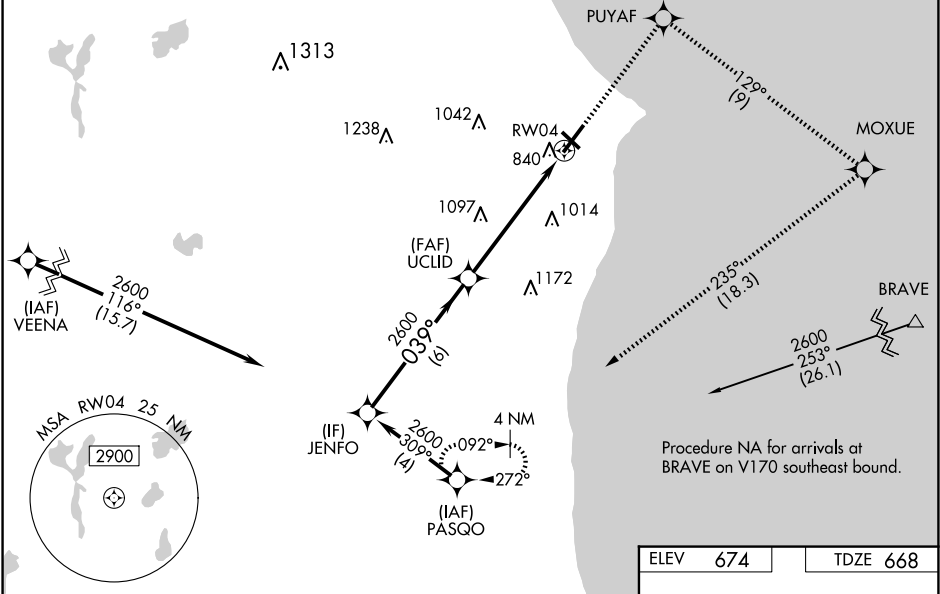 PUYAF
1313
129°
(9)
1042
1238
RW04
840
MOXUE
1097
1014
(FAF)
UCLID
1172
2600
116°
(15.7)
(IAF)
VEENA
235°
(18.3)
BRAVE
2600
253°
(26.1)
2600
039°
(6)
MSA RW04 25 NM
2900
(IF)
JENFO
2600
309°
(4)
4 NM
092°
272°
(IAF)
PASQO
Procedure NA for arrivals at
BRAVE on V170 southeast bound.
ELEV 674
TDZE 668